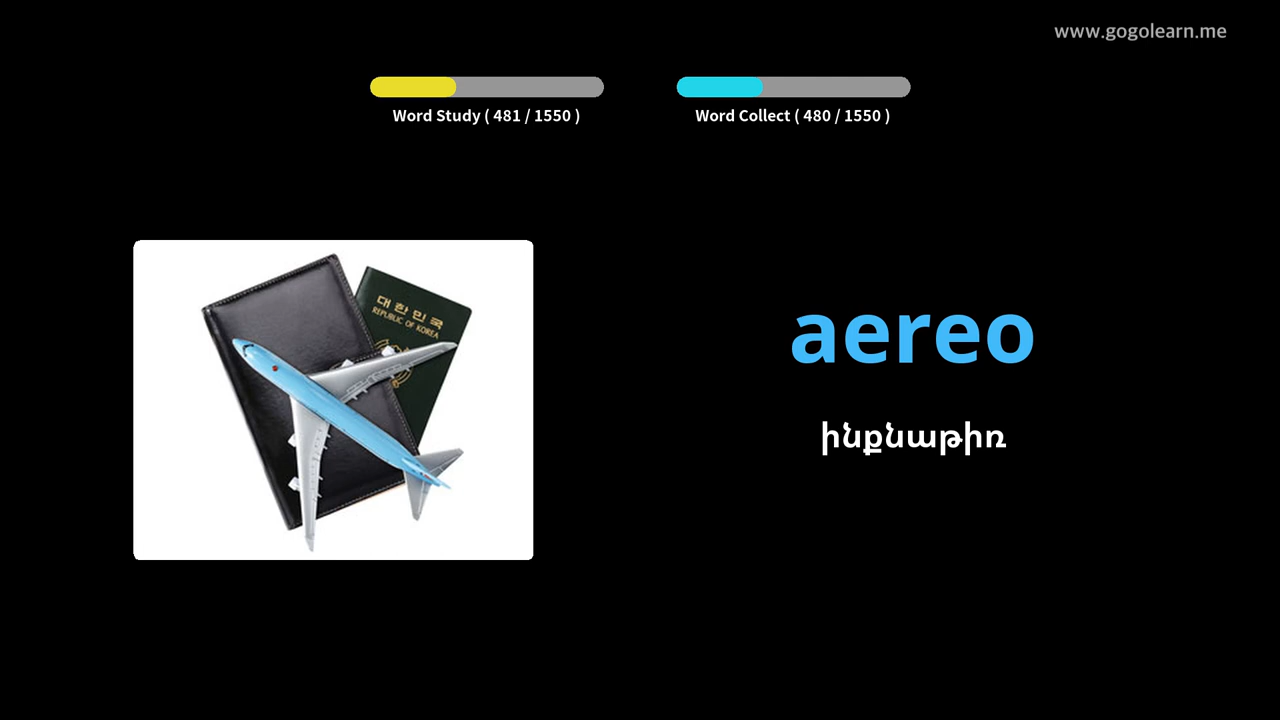 www.gogolearn.me
Word Study ( 481 / 1550 )
Word Collect ( 480 / 1550 )
대한민국
REPUBLIC OF KOREA
aereo
ինքնաթիռ